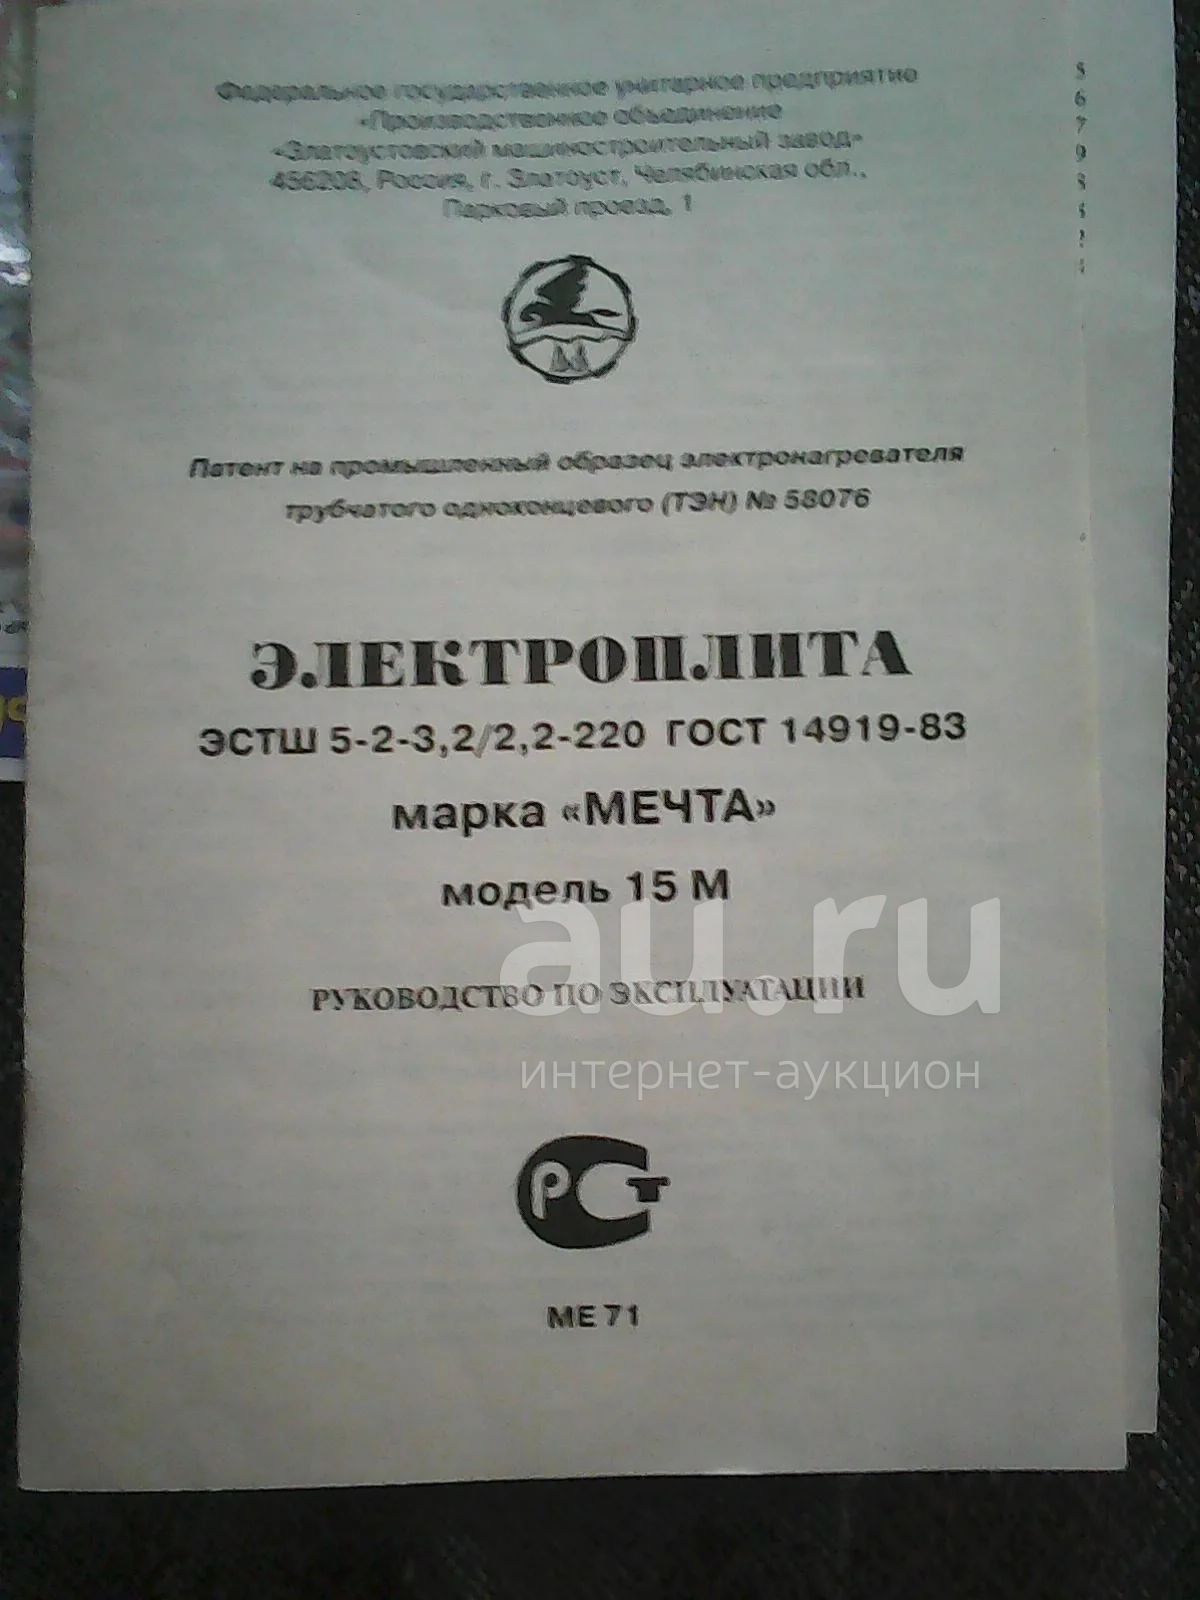 Федеральное государственное унитарное предприятие
«Производственное объединение
«Златоустовский машиностроительный завод»
456208, Россия, г. Златоуст, Челябинская обл.,
Парковый проезд, 1
Патент на промышленный образец электронагревателя
трубчатого одноконцевого (ТЭН) № 58076
ЭЛЕКТРОПЛИТА
ЭСТШ 5-2-3,2/2,2-220 ГОСТ 14919-83
марка «МЕЧТА»
модель 15 М
au.ru
РУКОВОДСТВО ПО ЭКСПЛУАТАЦИИ
интернет-аукцион
РСТ
МЕ 71